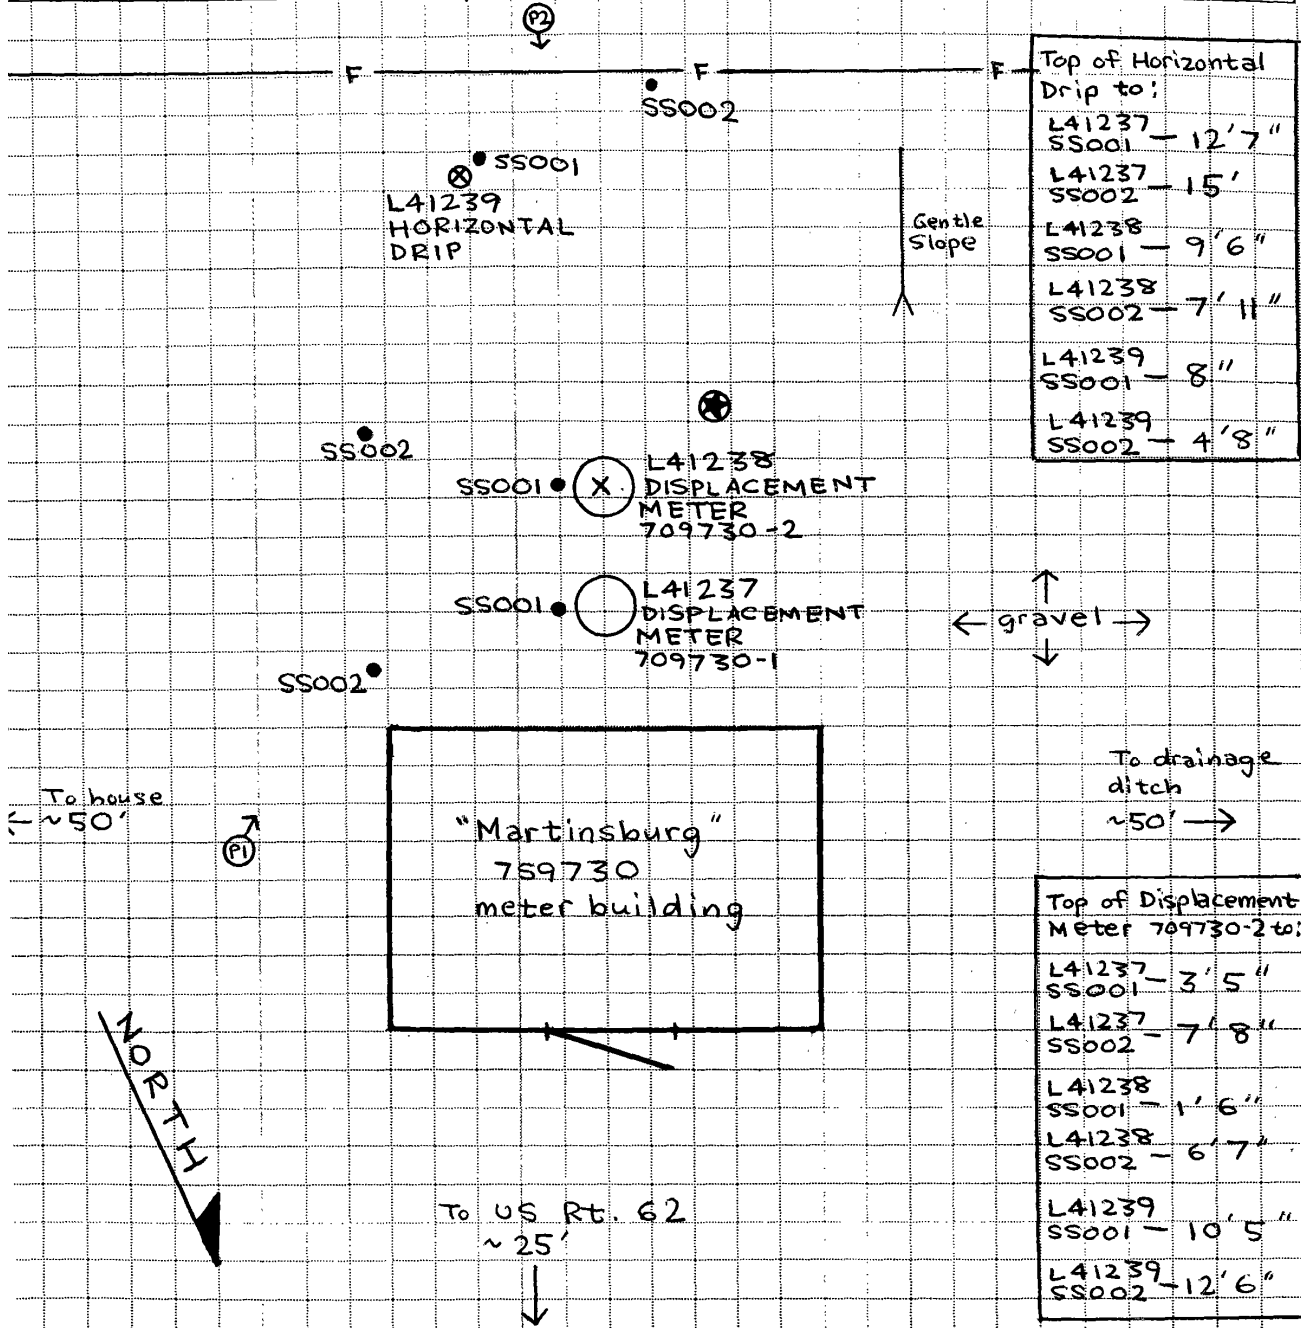 P2
F F F
SS002
SS001
L41239
HORIZONTAL
DRIP
Gentle
Slope
Top of Horizontal
Drip to:
L41237
SS001 - 12'7"
L41237
SS002 - 15'
L41238
SS001 - 9'6"
L41238
SS002 - 7'11"
L41239
SS001 - 8"
L41239
SS002 - 4'8"
SS002
SS001
X
L41238
DISPLACEMENT
METER
709730-2
SS001
L41237
DISPLACEMENT
METER
709730-1
SS002
← gravel →
To house
← ~50'
P1
"Martinsburg"
759730
meter building
To drainage
ditch
~50' →
Top of Displacement
Meter 709730-2 to:
L41237
SS001 - 3'5"
L41237
SS002 - 7'8"
L41238
SS001 - 1'6"
L41238
SS002 - 6'7"
L41239
SS001 - 10'5"
L41239
SS002 - 12'6"
NORTH
To US Rt. 62
~25'